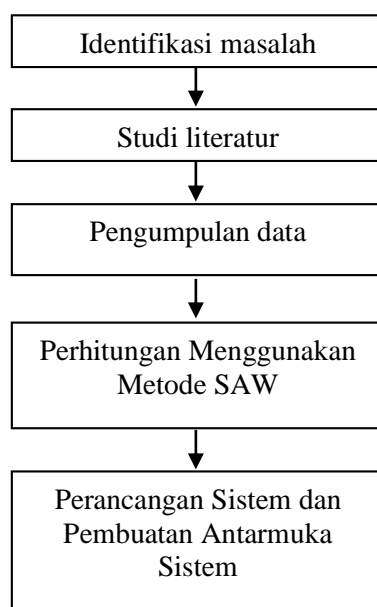 Identifikasi masalah
Studi literatur
Pengumpulan data
Perhitungan Menggunakan
Metode SAW
Perancangan Sistem dan
Pembuatan Antarmuka
Sistem